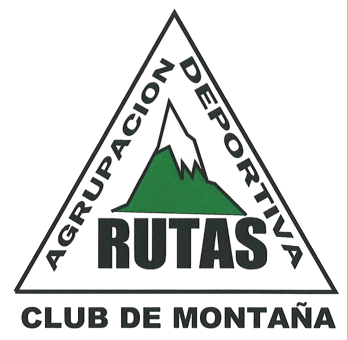 AGRUPACION
DEPORTIVA
RUTAS
CLUB DE MONTAÑA